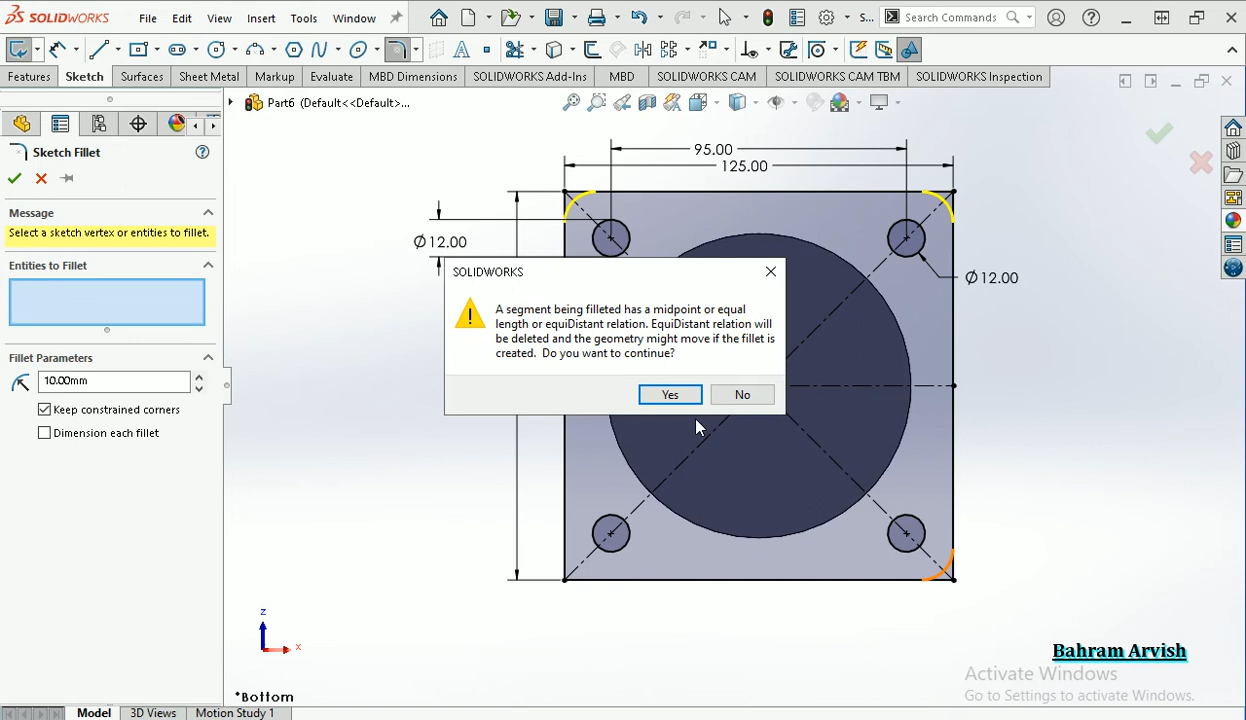 SOLIDWORKS
File Edit View Insert Tools Window
S...
Search Commands
Features Sketch Surfaces Sheet Metal Markup Evaluate MBD Dimensions SOLIDWORKS Add-Ins MBD SOLIDWORKS CAM SOLIDWORKS CAM TBM SOLIDWORKS Inspection
Part6 (Default<<Default>...
Sketch Fillet
Message
Select a sketch vertex or entities to fillet.
Entities to Fillet
Fillet Parameters
10.00mm
Keep constrained corners
Dimension each fillet
95.00
125.00
Ø12.00
Ø12.00
SOLIDWORKS
A segment being filleted has a midpoint or equal
length or equiDistant relation. EquiDistant relation will
be deleted and the geometry might move if the fillet is
created. Do you want to continue?
Yes No
z
x
*Bottom
Bahram Arvish
Activate Windows
Go to Settings to activate Windows.
Model 3D Views Motion Study 1